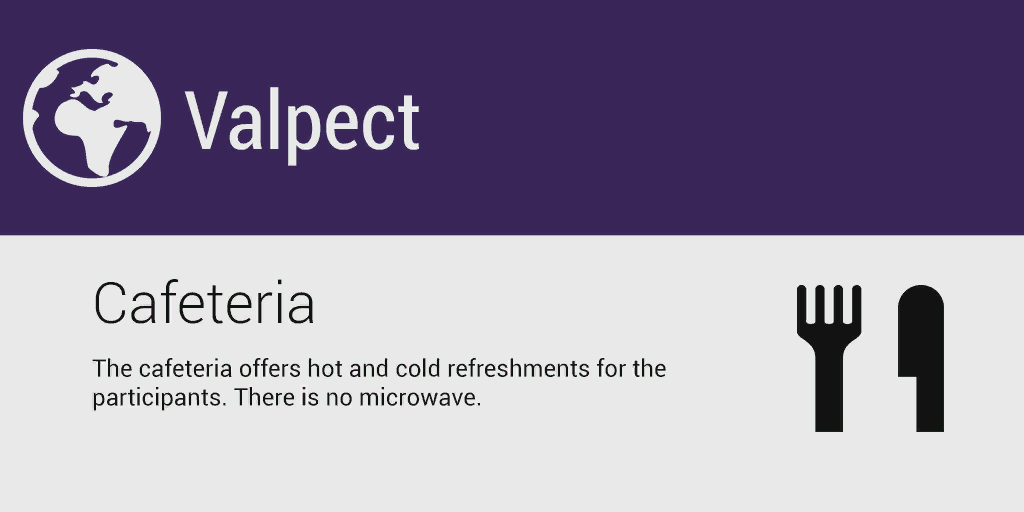 Valpect
Cafeteria
The cafeteria offers hot and cold refreshments for the
participants. There is no microwave.